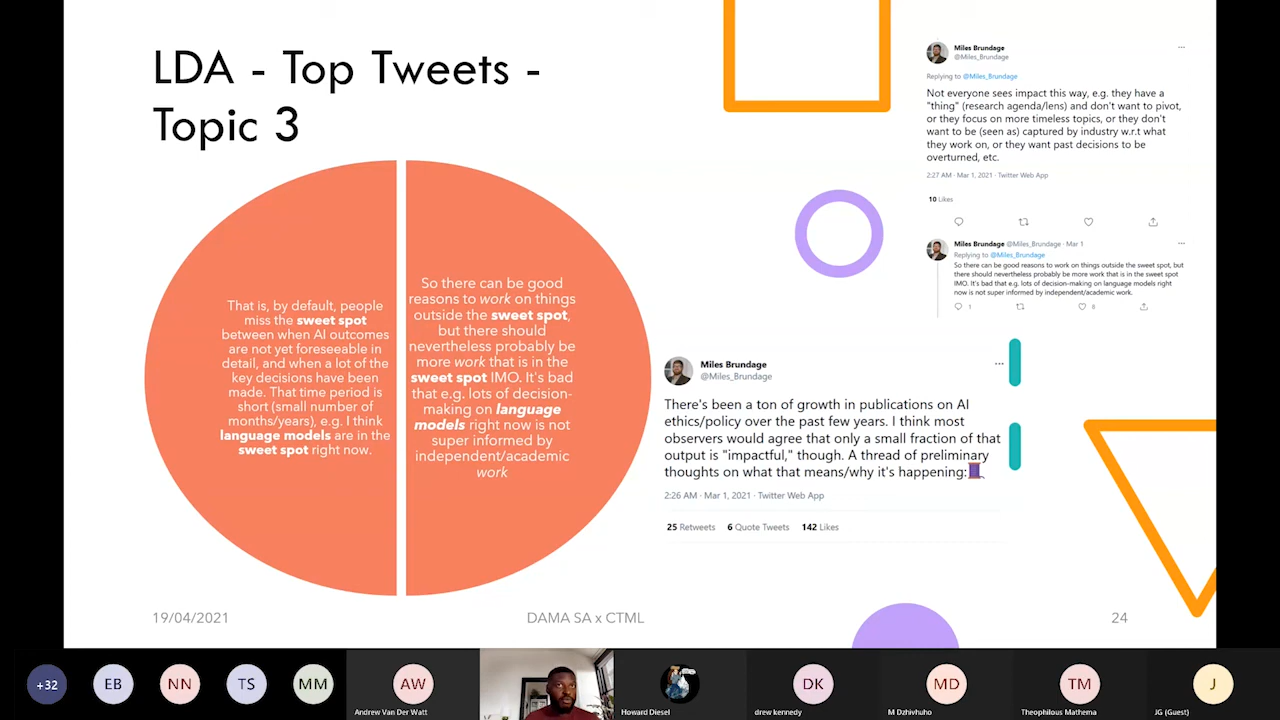 LDA - Top Tweets -
Topic 3
That is, by default, people
miss the sweet spot
between when AI outcomes
are not yet foreseeable in
detail, and when a lot of the
key decisions have been
made. That time period is
short (small number of
months/years), e.g. I think
language models are in the
sweet spot right now.
So there can be good
reasons to work on things
outside the sweet spot,
but there should
nevertheless probably be
more work that is in the
sweet spot IMO. It's bad
that e.g. lots of decision-
making on language
models right now is not
super informed by
independent/academic
work
Miles Brundage
@Miles_Brundage
Replying to @Miles_Brundage
Not everyone sees impact this way, e.g. they have a
"thing" (research agenda/lens) and don't want to pivot,
or they focus on more timeless topics, or they don't
want to be (seen as) captured by industry w.r.t what
they work on, or they want past decisions to be
overturned, etc.
2:27 AM · Mar 1, 2021 · Twitter Web App
10 Likes
Miles Brundage @Miles_Brundage · Mar 1
Replying to @Miles_Brundage
So there can be good reasons to work on things outside the sweet spot, but
there should nevertheless probably be more work that is in the sweet spot
IMO. It's bad that e.g. lots of decision-making on language models right
now is not super informed by independent/academic work.
1 8
Miles Brundage
@Miles_Brundage
There's been a ton of growth in publications on AI
ethics/policy over the past few years. I think most
observers would agree that only a small fraction of that
output is "impactful," though. A thread of preliminary
thoughts on what that means/why it's happening:
2:26 AM · Mar 1, 2021 · Twitter Web App
25 Retweets 6 Quote Tweets 142 Likes
19/04/2021 DAMA SA x CTML 24
+32 EB NN TS MM AW DK MD TM J
Andrew Van Der Watt Howard Diesel drew kennedy M Dzhivhuho Theophilous Mathema JG (Guest)